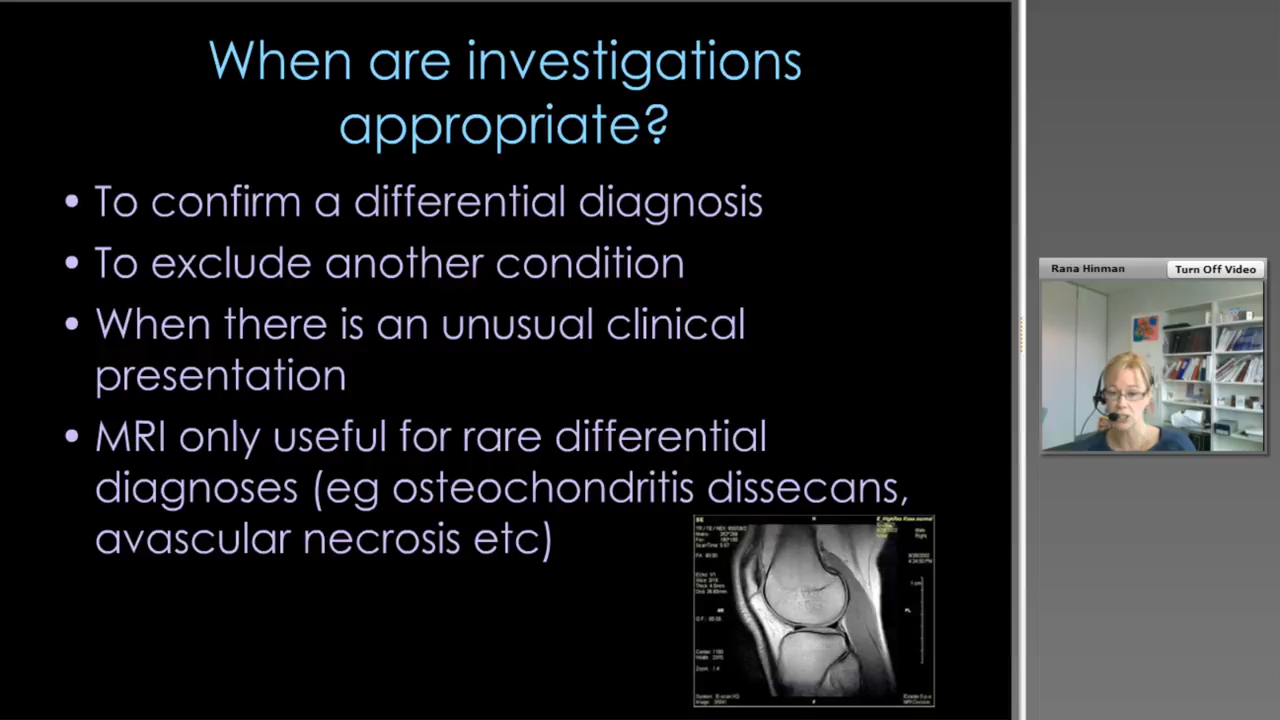 When are investigations
appropriate?
• To confirm a differential diagnosis
• To exclude another condition
• When there is an unusual clinical
presentation
• MRI only useful for rare differential
diagnoses (eg osteochondritis dissecans,
avascular necrosis etc)
Rana Hinman
Turn Off Video